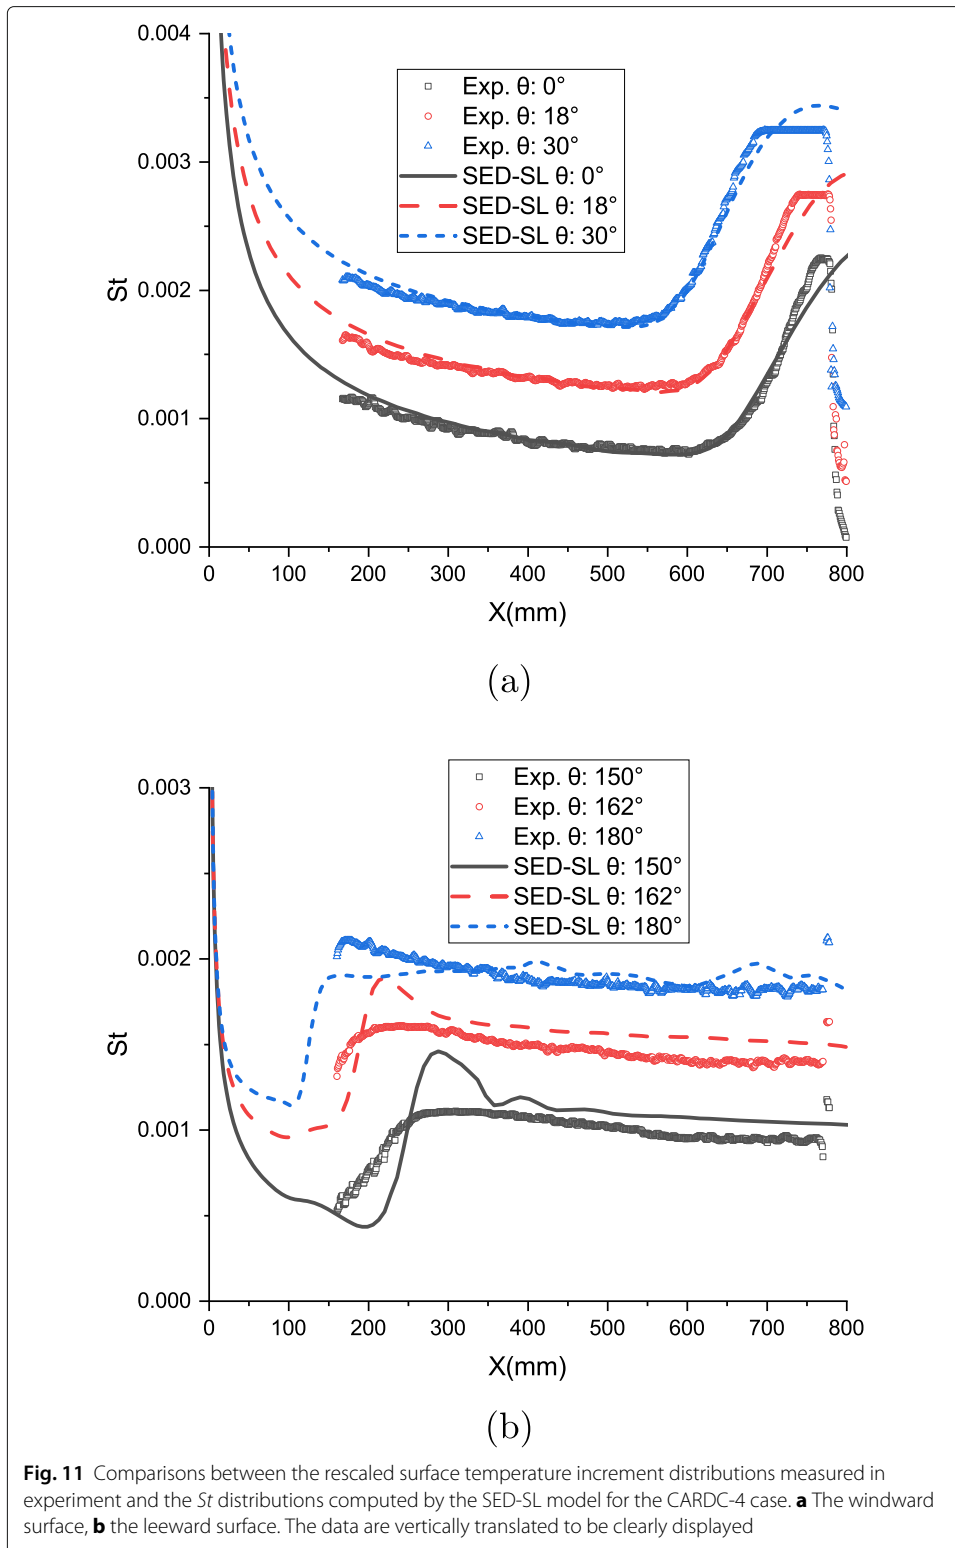 0.004
0.003
0.002
0.001
0.000
St
Exp. θ: 0°
Exp. θ: 18°
Exp. θ: 30°
SED-SL θ: 0°
SED-SL θ: 18°
SED-SL θ: 30°
0 100 200 300 400 500 600 700 800
X(mm)
(a)
0.003
0.002
0.001
0.000
St
Exp. θ: 150°
Exp. θ: 162°
Exp. θ: 180°
SED-SL θ: 150°
SED-SL θ: 162°
SED-SL θ: 180°
0 100 200 300 400 500 600 700 800
X(mm)
(b)
Fig. 11 Comparisons between the rescaled surface temperature increment distributions measured in
experiment and the St distributions computed by the SED-SL model for the CARDC-4 case. a The windward
surface, b the leeward surface. The data are vertically translated to be clearly displayed